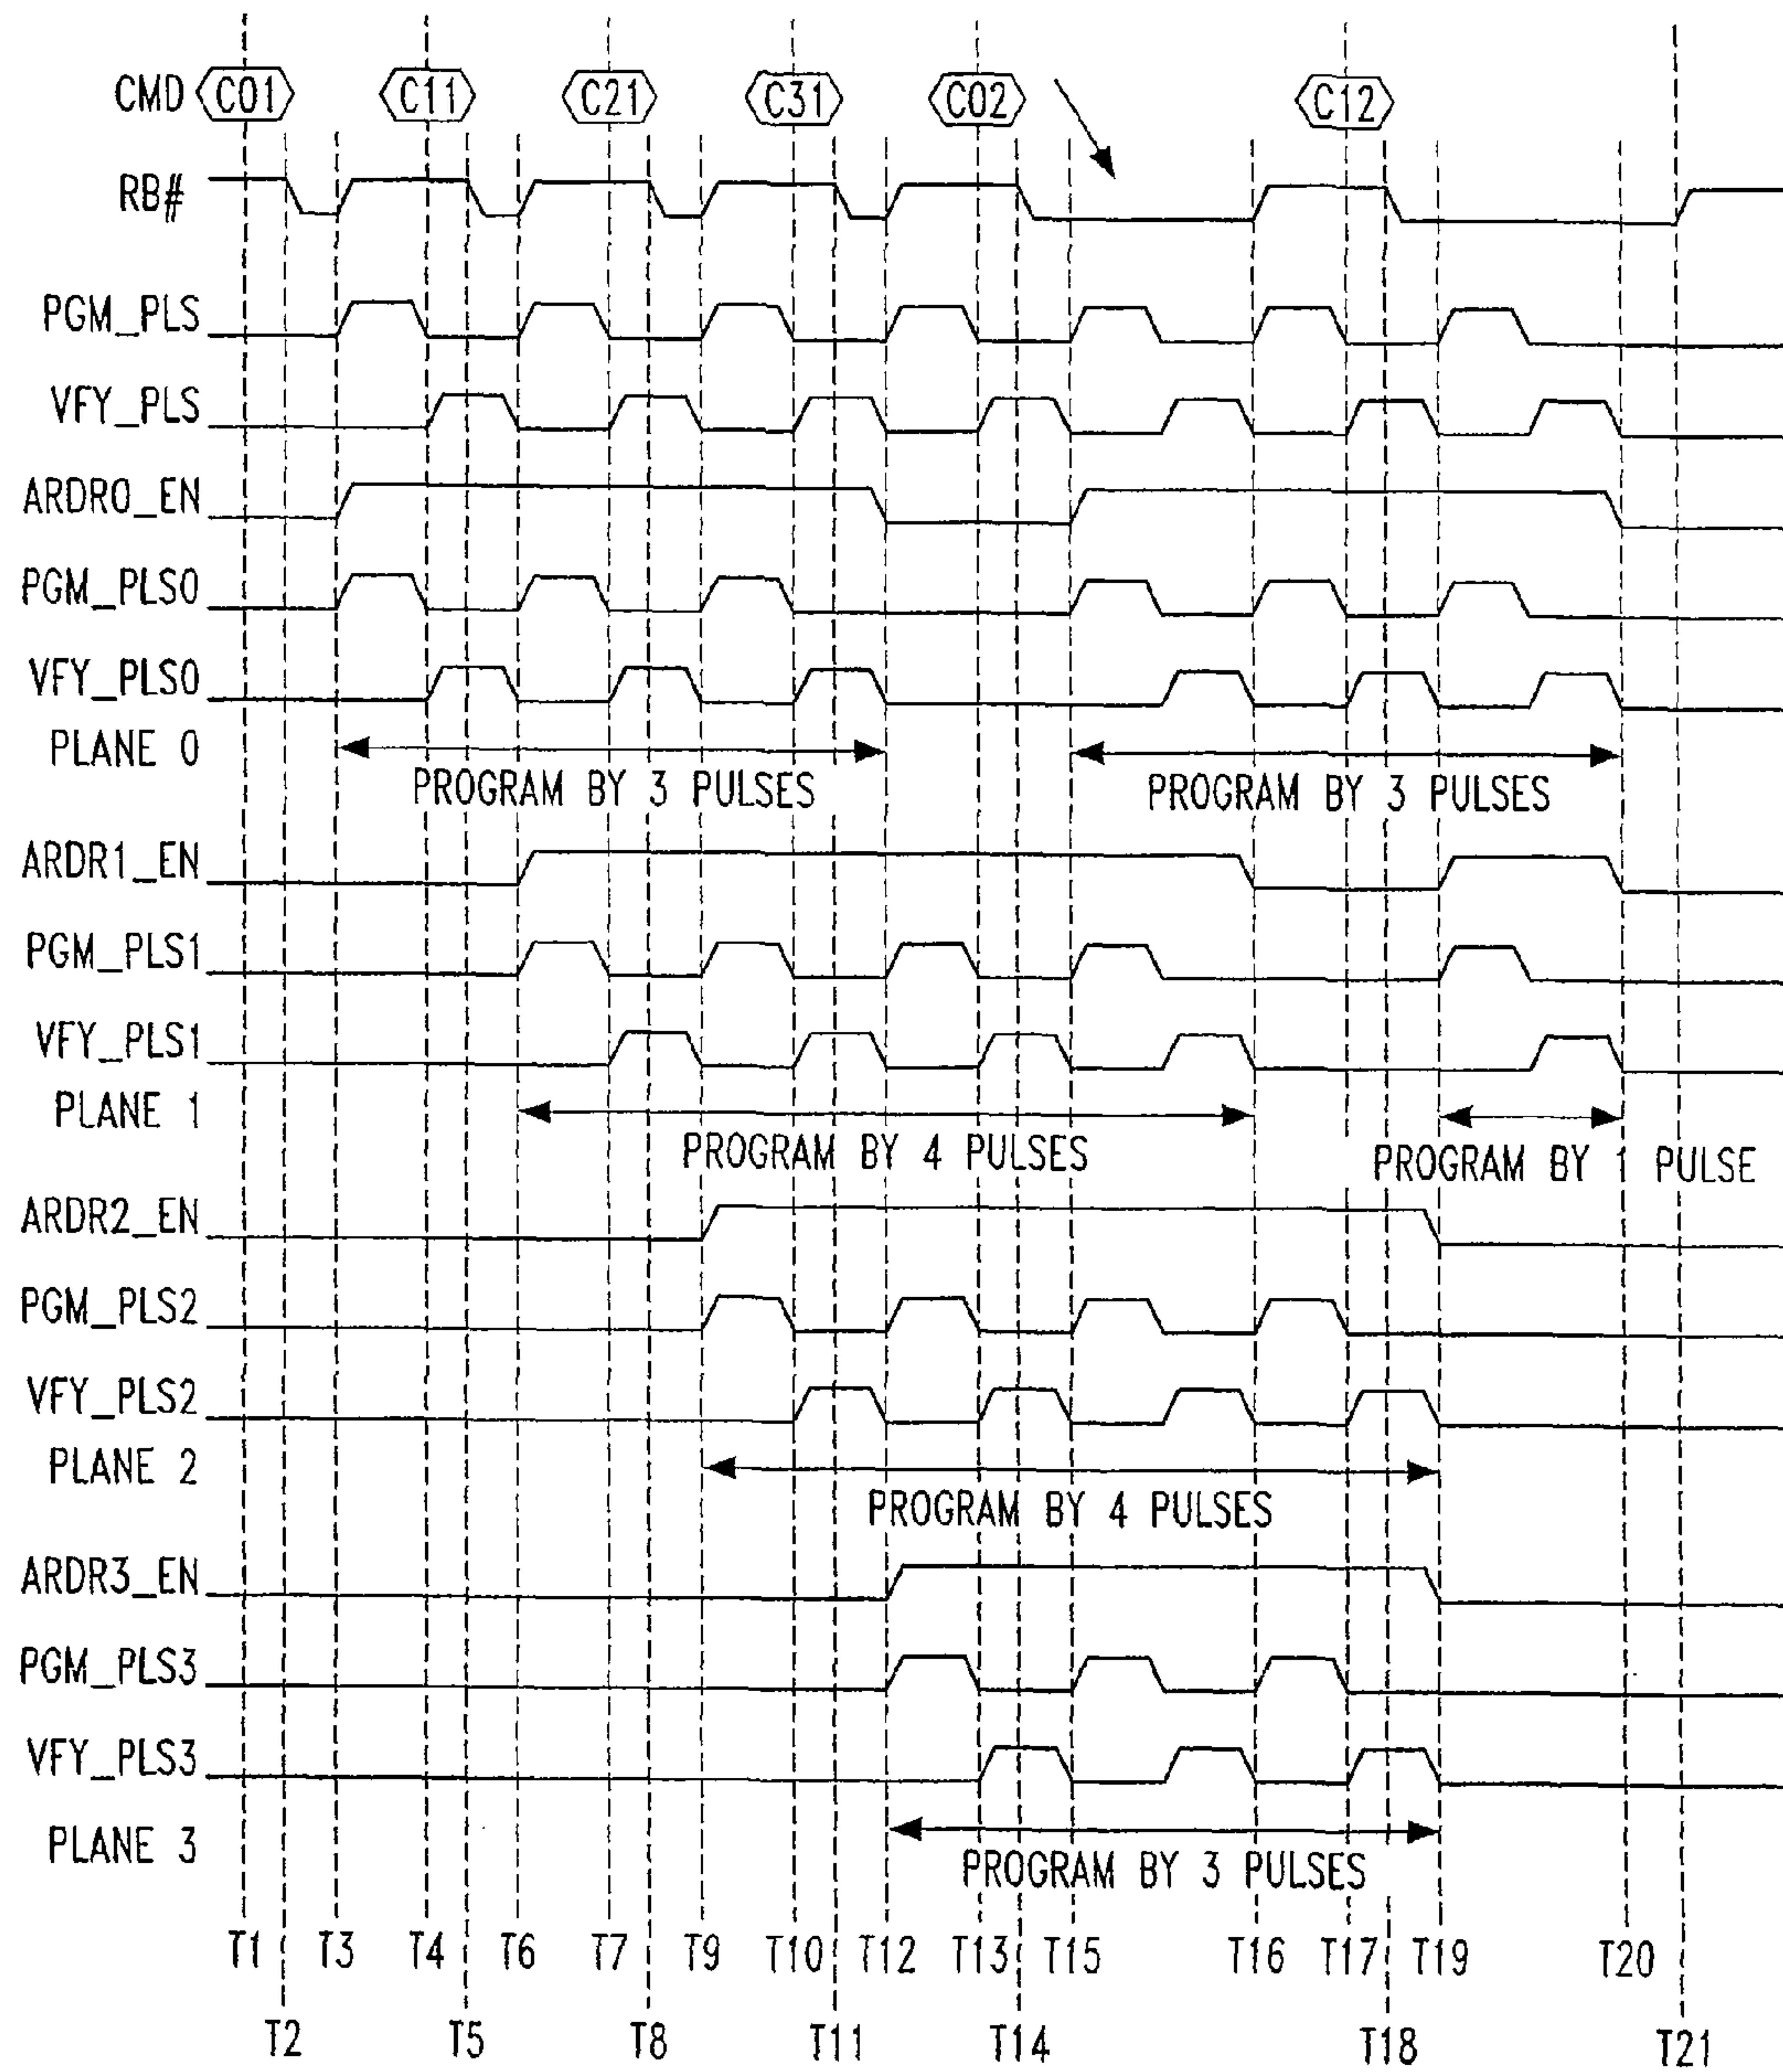 CMD C01 C11 C21 C31 C02 C12
RB#
PGM_PLS
VFY_PLS
ARDR0_EN
PGM_PLS0
VFY_PLS0
PLANE 0
PROGRAM BY 3 PULSES PROGRAM BY 3 PULSES
ARDR1_EN
PGM_PLS1
VFY_PLS1
PLANE 1
PROGRAM BY 4 PULSES PROGRAM BY 1 PULSE
ARDR2_EN
PGM_PLS2
VFY_PLS2
PLANE 2
PROGRAM BY 4 PULSES
ARDR3_EN
PGM_PLS3
VFY_PLS3
PLANE 3
PROGRAM BY 3 PULSES
T1 T3 T4 T6 T7 T9 T10 T12 T13 T15 T16 T17 T19 T20
T2 T5 T8 T11 T14 T18 T21